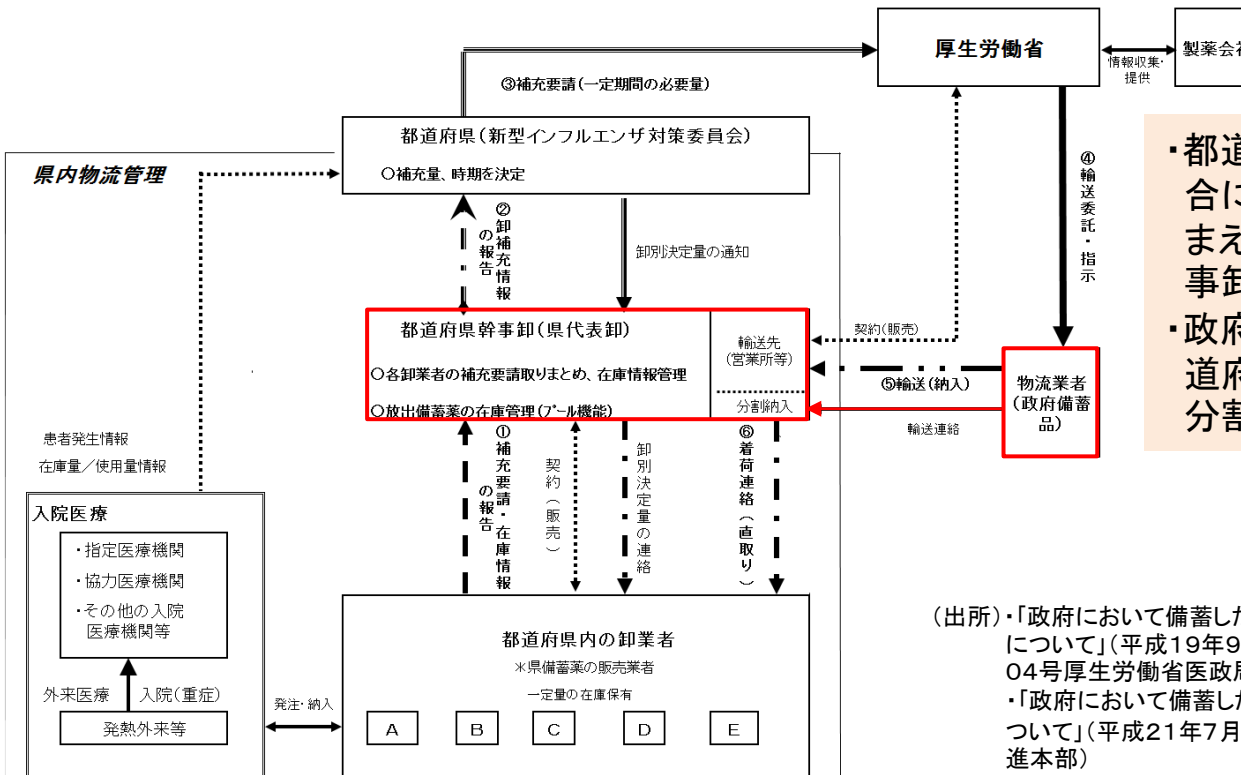 厚生労働省
情報収集・
提供
製薬会
③補充要請(一定期間の必要量)
都道府県(新型インフルエンザ対策委員会)
○補充量、時期を決定
県内物流管理
②卸補充情報
の報告
卸別決定量の通知
④輸送委託・指示
・都道
合に
まえ
事卸
・政府
道府
分割
都道府県幹事卸(県代表卸)
○各卸業者の補充要請取りまとめ、在庫情報管理
○放出備蓄薬の在庫管理(プール機能)
輸送先
(営業所等)
分割納入
契約(販売)
⑤輸送(納入)
輸送連絡
物流業者
(政府備蓄
品)
患者発生情報
在庫量/使用量情報
①補充要請・在庫情報
の報告
契約(販売)
卸別決定量の連絡
⑥着荷連絡(直取り)
入院医療
・指定医療機関
・協力医療機関
・その他の入院
医療機関等
外来医療
入院(重症)
発熱外来等
発注・納入
都道府県内の卸業者
*県備蓄薬の販売業者
一定量の在庫保有
A
B
C
D
E
(出所)・「政府において備蓄した
について」(平成19年9
04号厚生労働省医政局
・「政府において備蓄した
ついて」(平成21年7月
進本部)